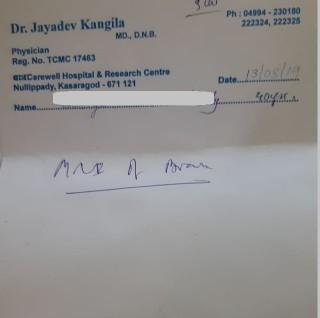 Dr. Jayadev Kangila
MD., D.N.B.
Physician
Reg. No. TCMC 17463
Carewell Hospital & Research Centre
Nullippady, Kasaragod - 671 121
Ph : 04994 - 230180
222324, 222325
Date 13/08/19
Name
MRI of Brain